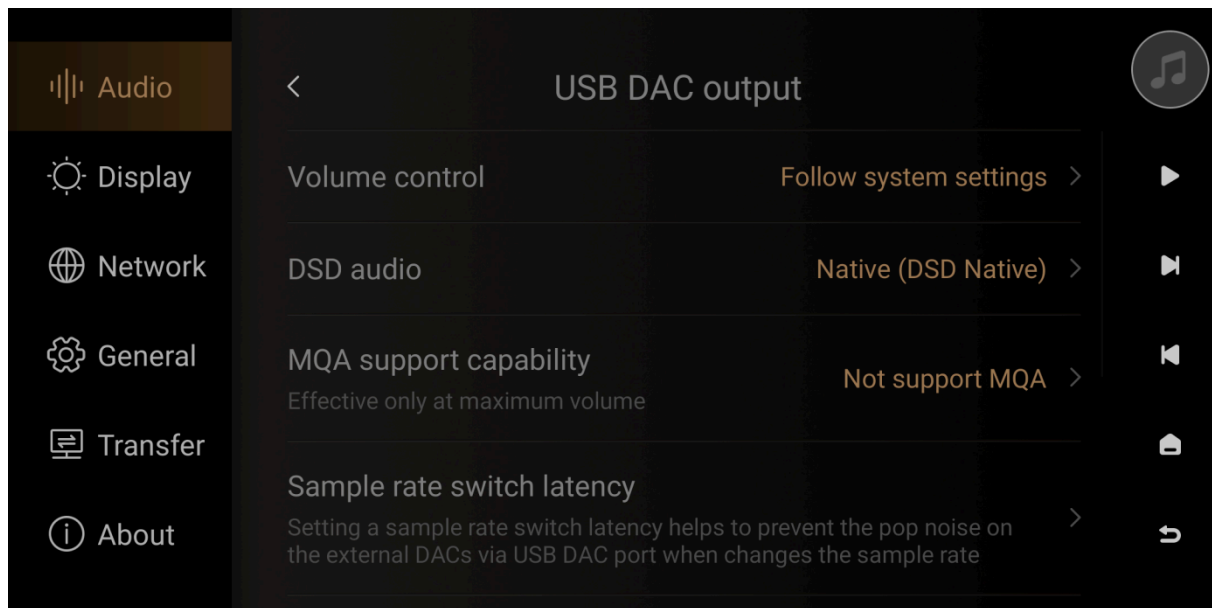 Audio
Display
Network
General
Transfer
About
USB DAC output
Volume control
Follow system settings
DSD audio
Native (DSD Native)
MQA support capability
Effective only at maximum volume
Not support MQA
Sample rate switch latency
Setting a sample rate switch latency helps to prevent the pop noise on
the external DACs via USB DAC port when changes the sample rate